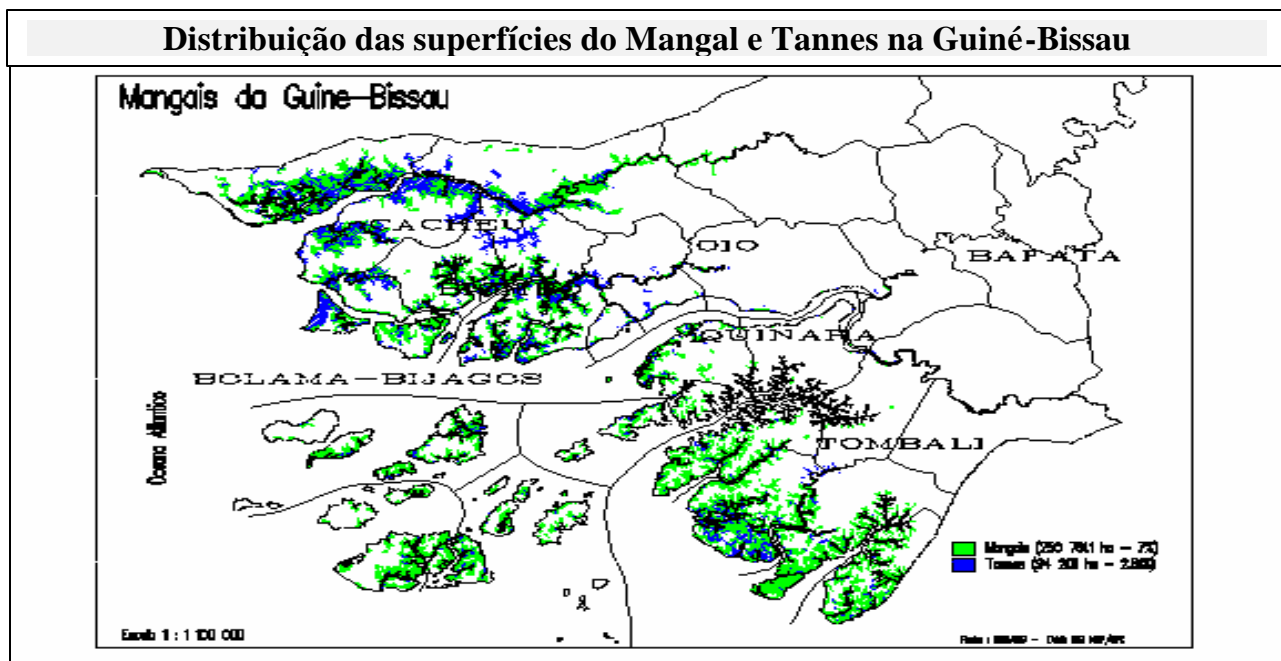 Distribuição das superfícies do Mangal e Tannes na Guiné-Bissau
Mangais da Guine-Bissau
CACHEU
OIO
BAFATA
QUINARA
BOLAMA-BIJAGOS
Oceano Atlantico
TOMBALI
Mangais
Escala 1 : 1 100 000